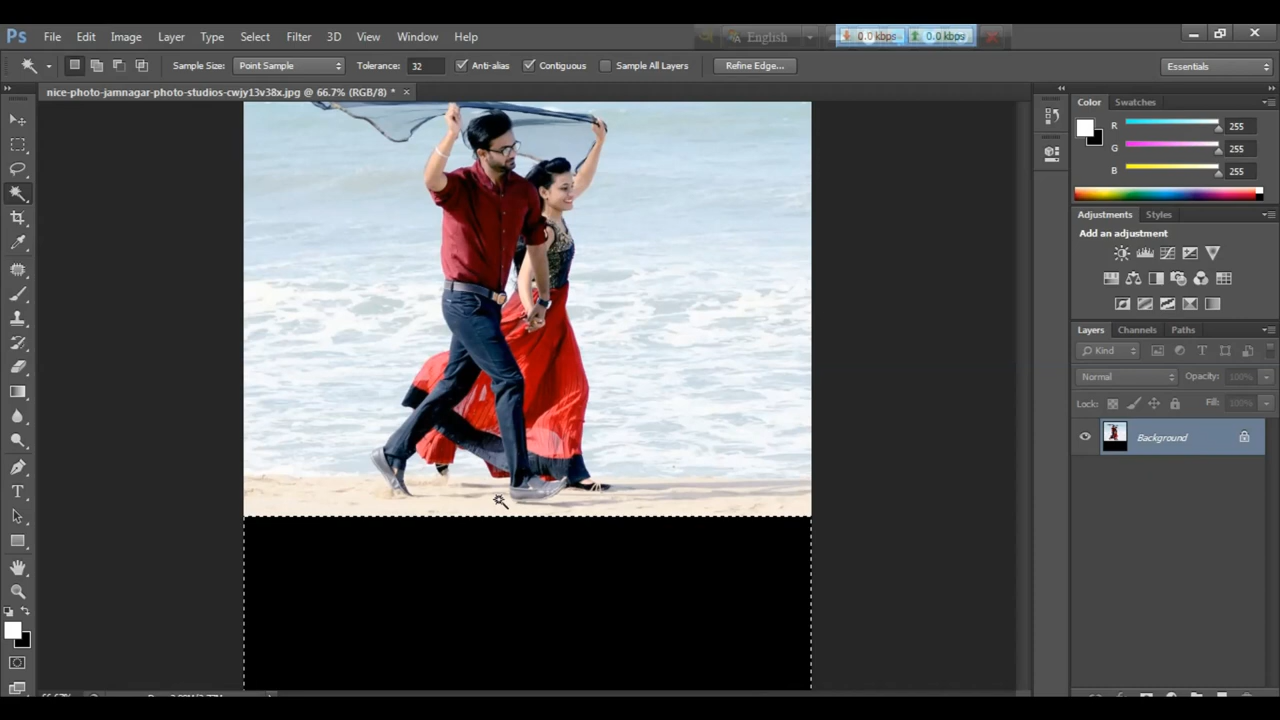 Ps File Edit Image Layer Type Select Filter 3D View Window Help English 0.0 kbps 0.0 kbps
Sample Size: Point Sample Tolerance: 32 Anti-alias Contiguous Sample All Layers Refine Edge... Essentials
nice-photo-jamnagar-photo-studios-cwjy13v38x.jpg @ 66.7% (RGB/8) * ×
Color Swatches
R 255
G 255
B 255
Adjustments Styles
Add an adjustment
Layers Channels Paths
Kind
Normal Opacity: 100%
Lock: Fill: 100%
Background